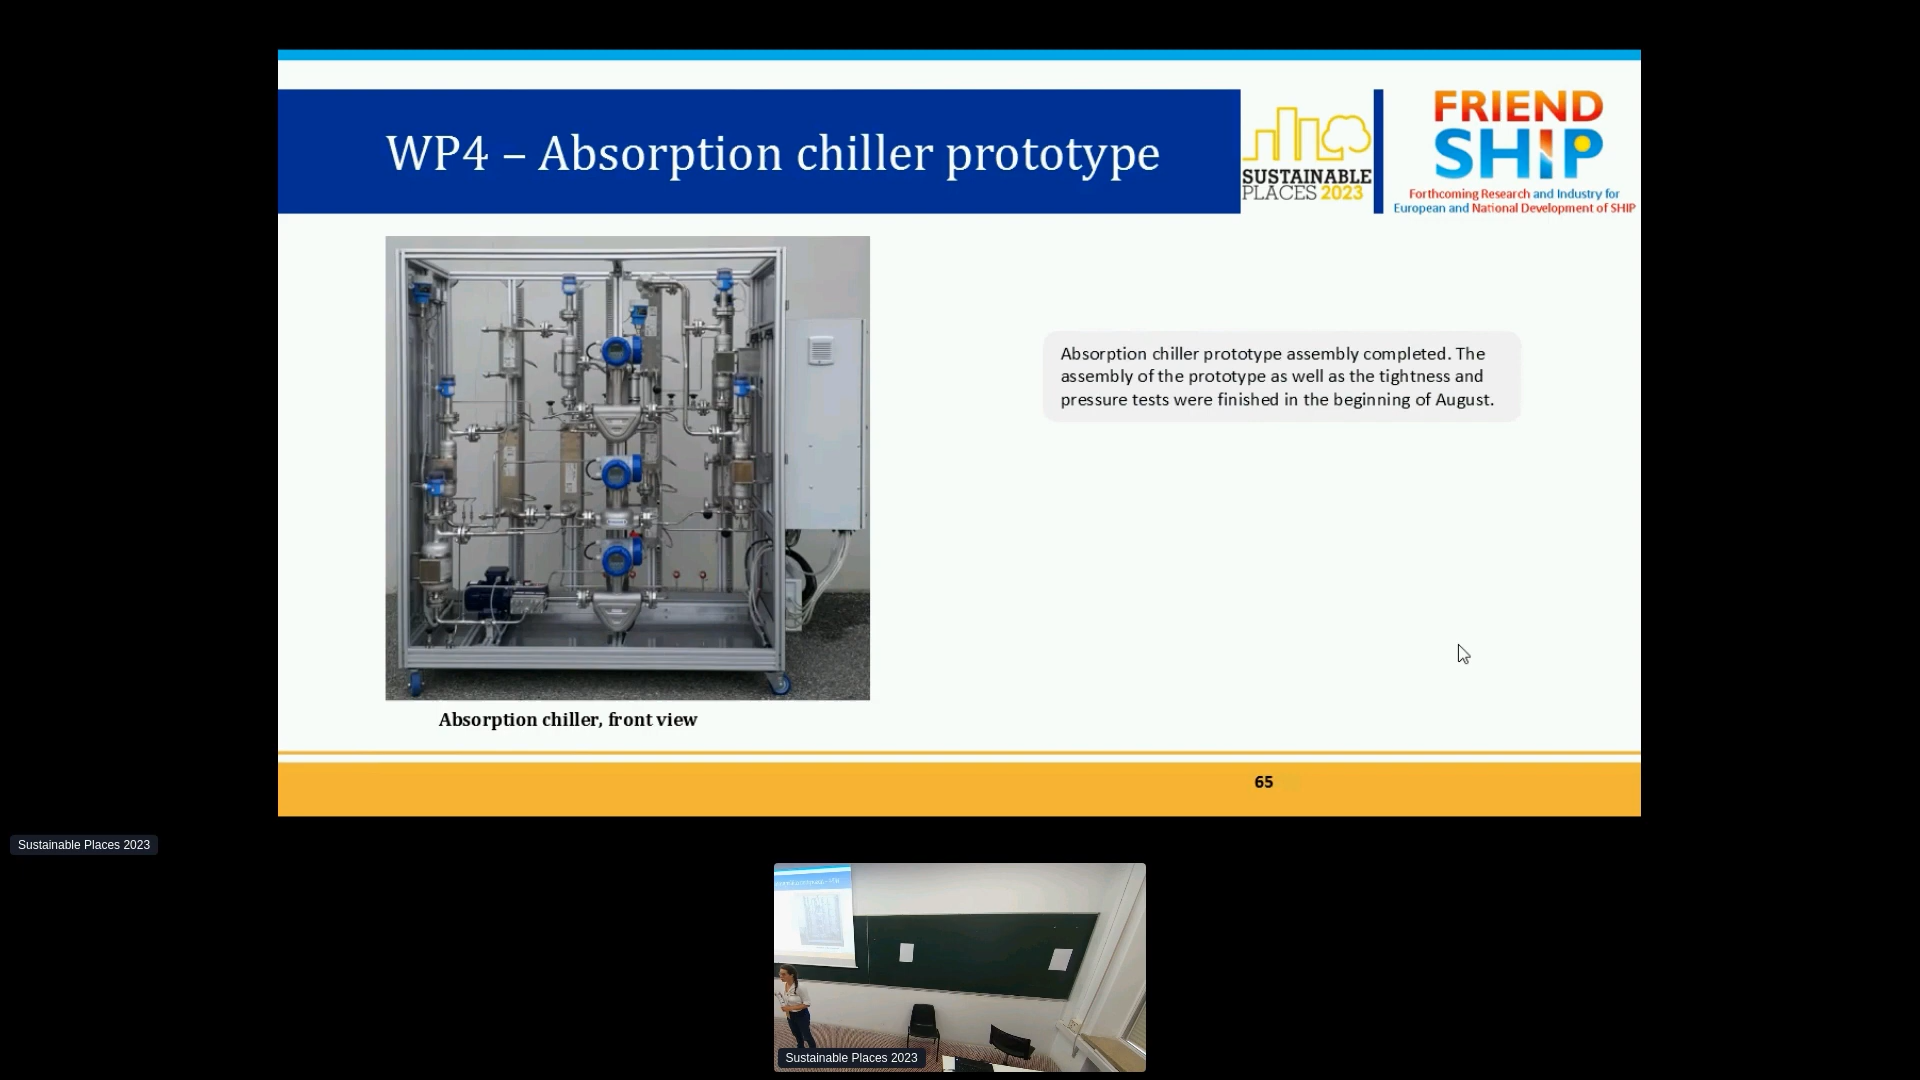 WP4 – Absorption chiller prototype
SUSTAINABLE
PLACES 2023
FRIEND
SHIP
Forthcoming Research and Industry for
European and National Development of SHIP
Absorption chiller prototype assembly completed. The
assembly of the prototype as well as the tightness and
pressure tests were finished in the beginning of August.
Absorption chiller, front view
65
Sustainable Places 2023
Sustainable Places 2023